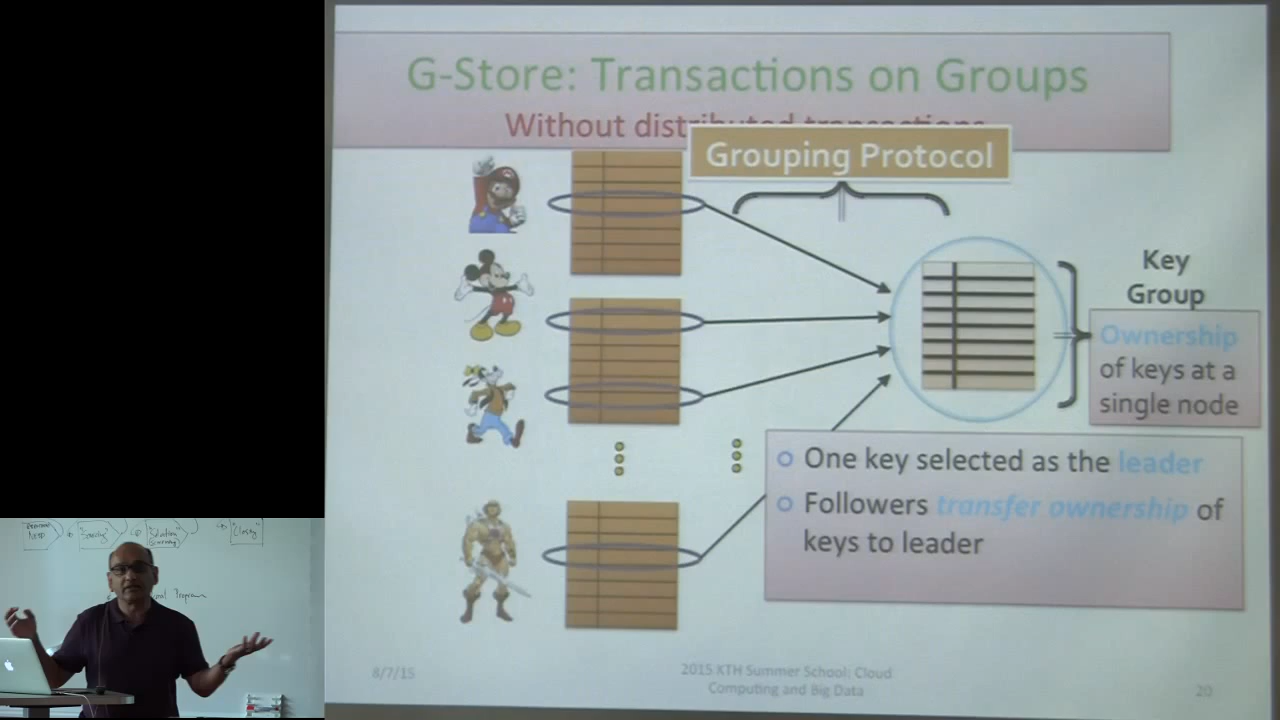 G-Store: Transactions on Groups
Without distributed transactions
Grouping Protocol
Key
Group
Ownership
of keys at a
single node
One key selected as the leader
Followers transfer ownership of
keys to leader
8/7/15
2015 KTH Summer School: Cloud
Computing and Big Data
20
"Closing"